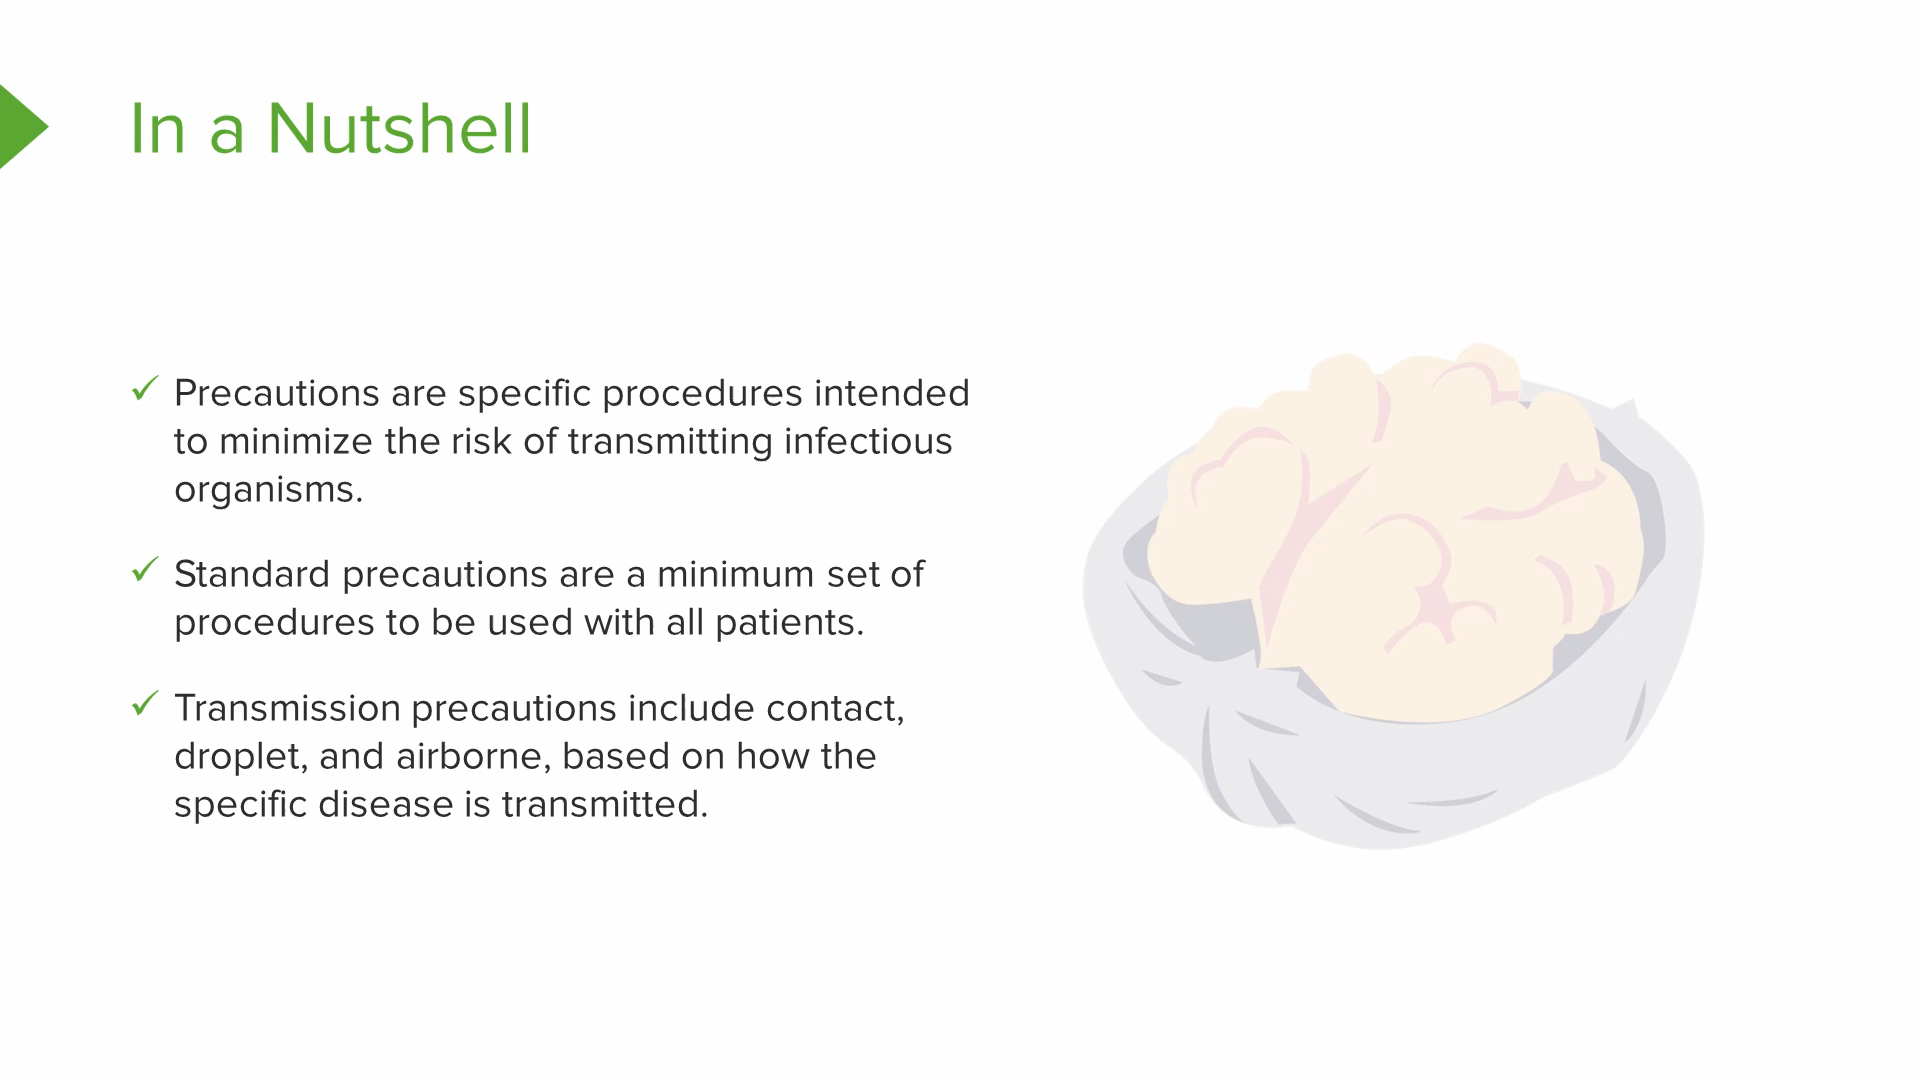 In a Nutshell
✓ Precautions are specific procedures intended
to minimize the risk of transmitting infectious
organisms.
✓ Standard precautions are a minimum set of
procedures to be used with all patients.
✓ Transmission precautions include contact,
droplet, and airborne, based on how the
specific disease is transmitted.